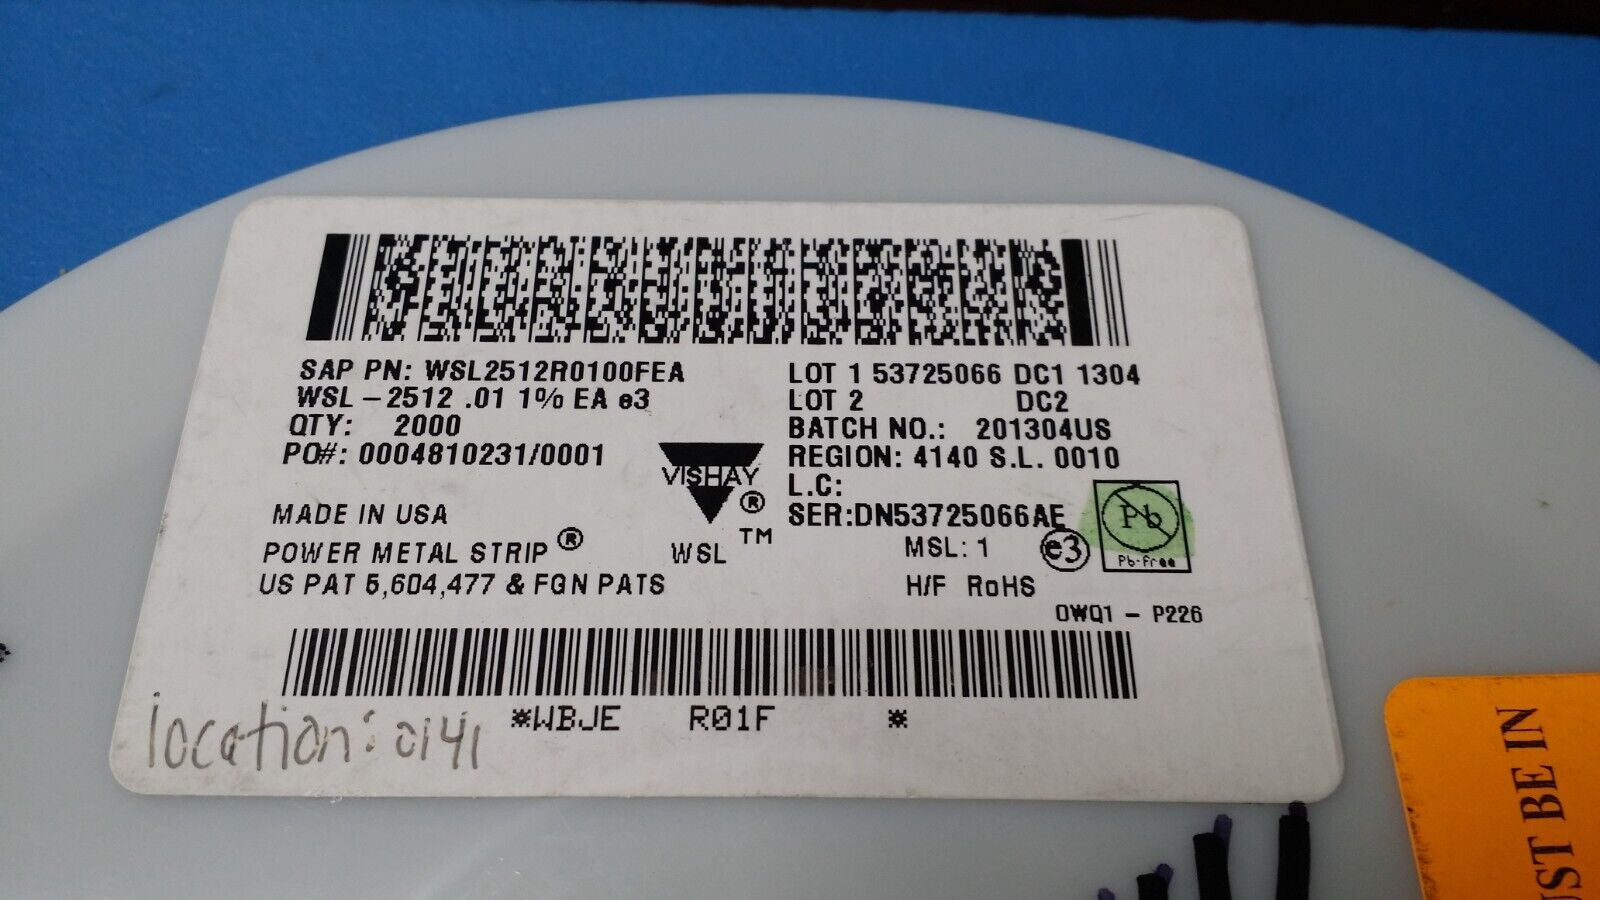 SAP PN: WSL2512R0100FEA
WSL-2512 .01 1% EA e3
QTY: 2000
PO#: 0004810231/0001
LOT 1 53725066 DC1 1304
LOT 2 DC2
BATCH NO.: 201304US
REGION: 4140 S.L. 0010
L.C:
SER:DN53725066AE
VISHAY ®
MADE IN USA
POWER METAL STRIP ®
WSL TM
MSL: 1
e3
Pb
Pb-free
US PAT 5,604,477 & FGN PATS
H/F RoHS
OWQ1 - P226
*WBJE R01F *
location: 0141
BE IN